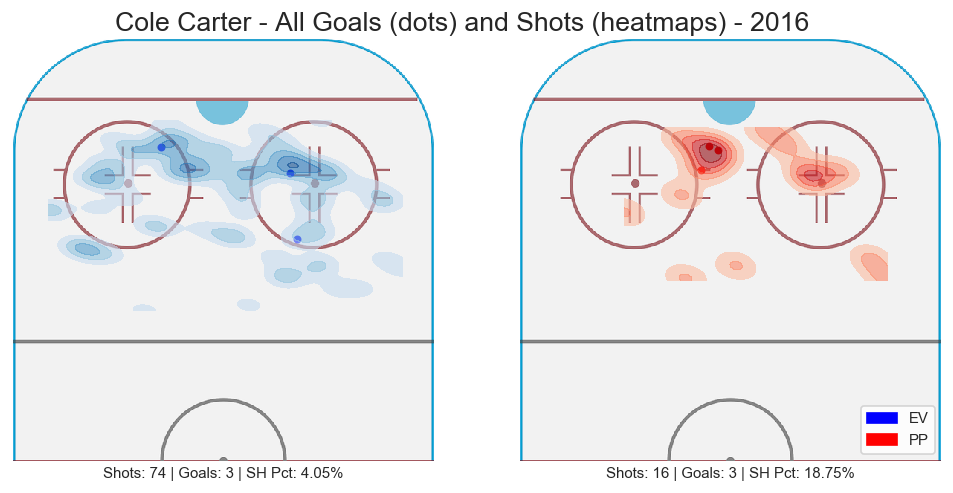 Cole Carter - All Goals (dots) and Shots (heatmaps) - 2016
EV
PP
Shots: 74 | Goals: 3 | SH Pct: 4.05%
Shots: 16 | Goals: 3 | SH Pct: 18.75%